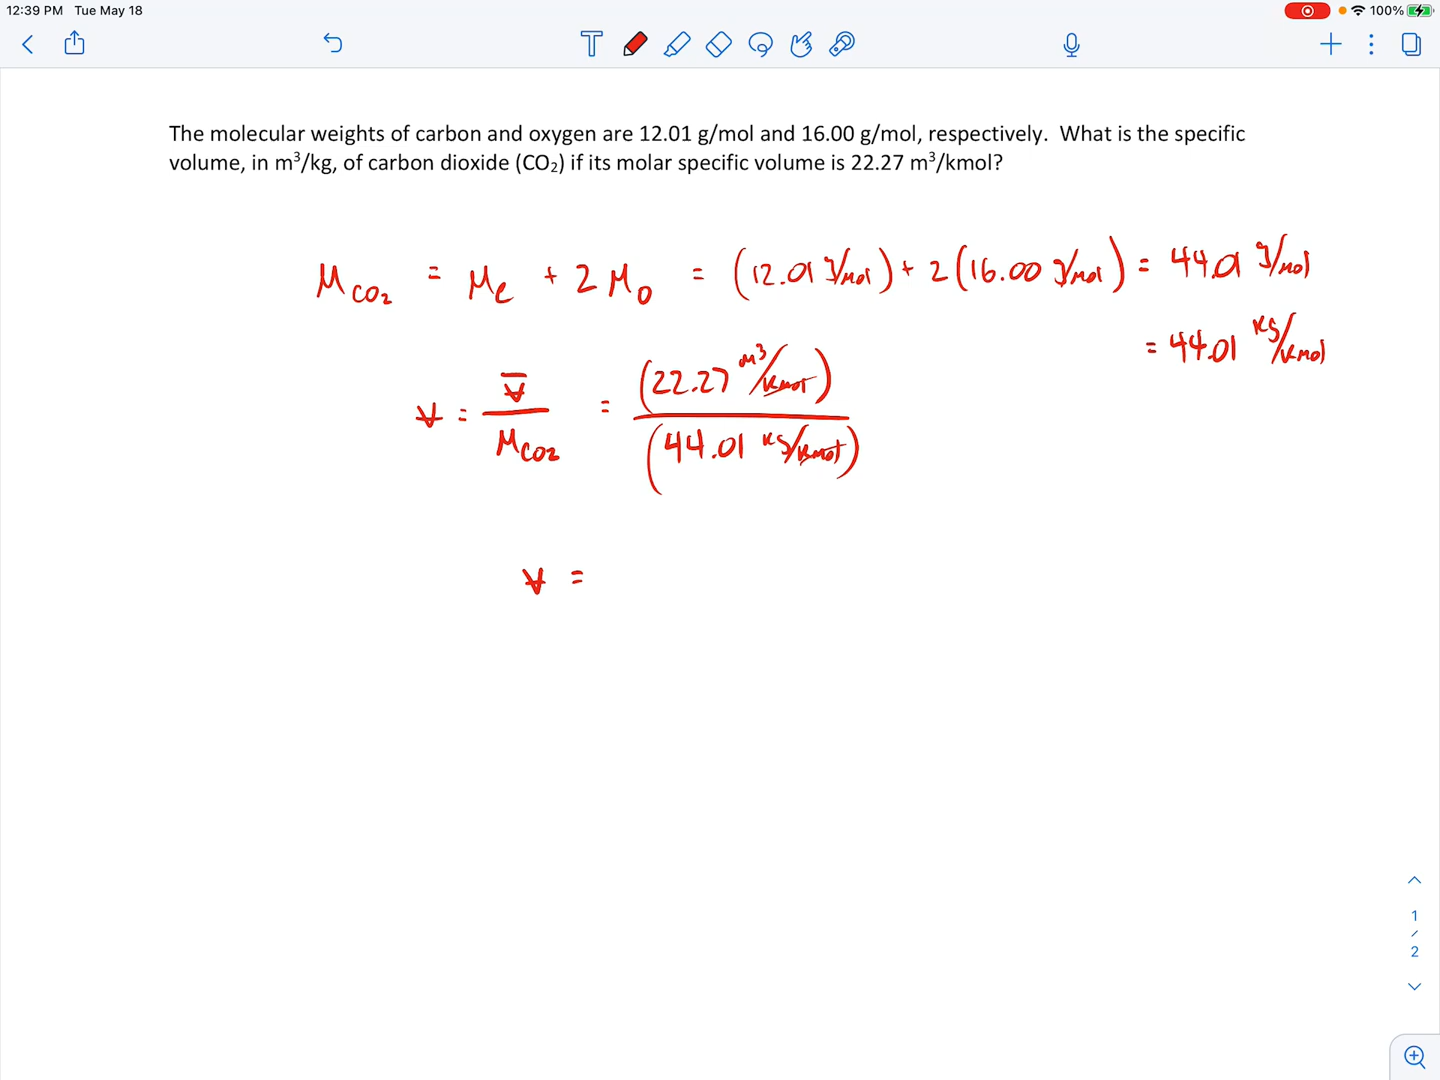 12:39 PM Tue May 18
100%
The molecular weights of carbon and oxygen are 12.01 g/mol and 16.00 g/mol, respectively. What is the specific
volume, in m³/kg, of carbon dioxide (CO₂) if its molar specific volume is 22.27 m³/kmol?
M_CO2 = M_C + 2 M_O = (12.01 g/mol) + 2 (16.00 g/mol) = 44.01 g/mol
= 44.01 kg/kmol
v = v̅ / M_CO2 = (22.27 m³/kmol) / (44.01 kg/kmol)
v =
1
/
2